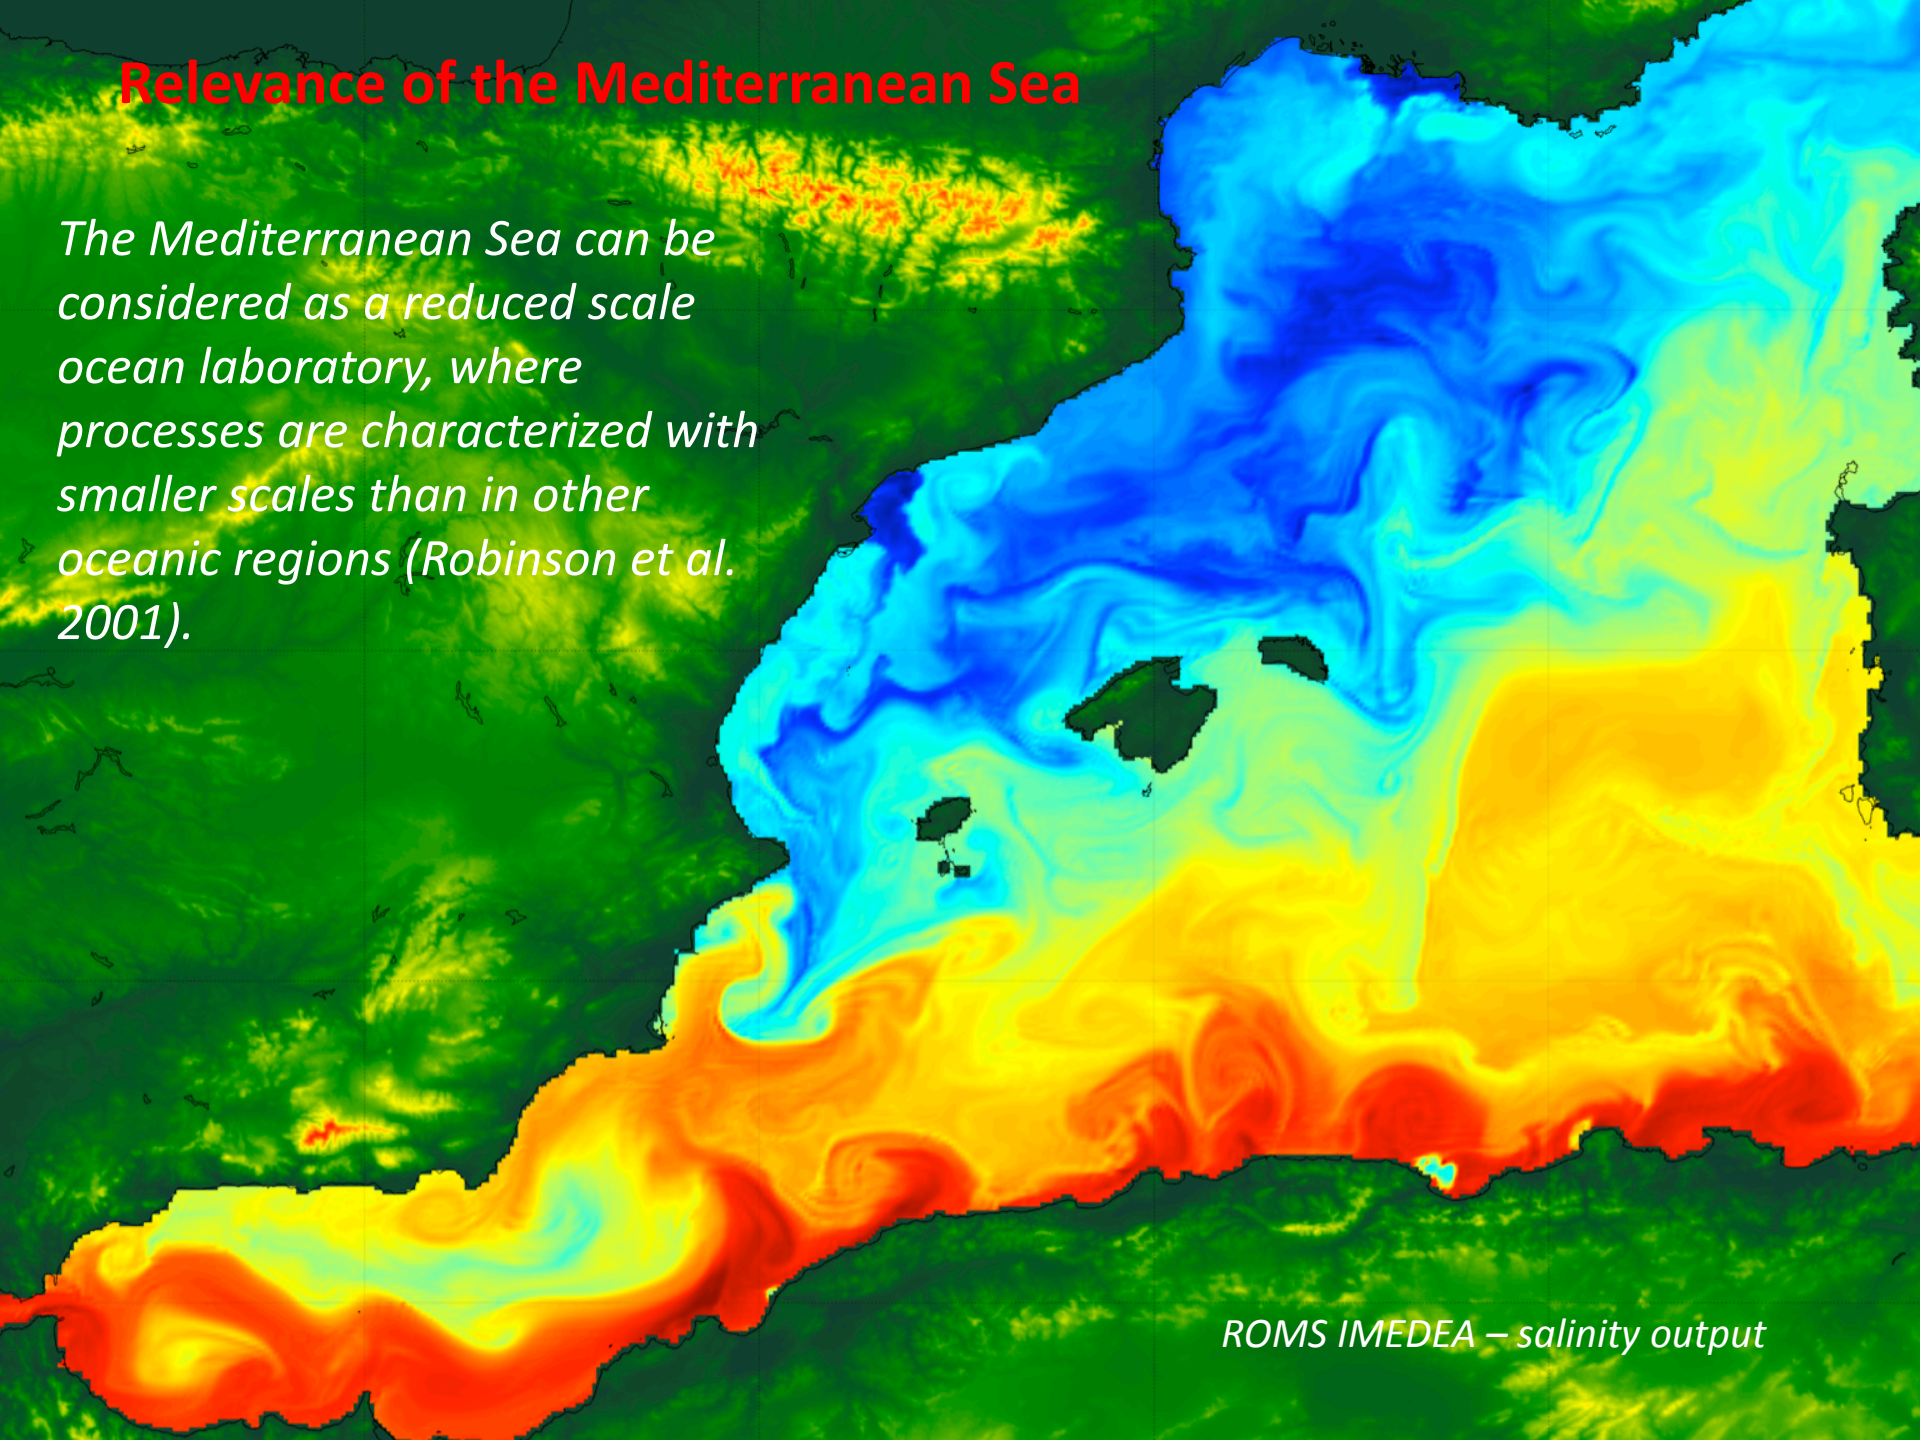 Relevance of the Mediterranean Sea
The Mediterranean Sea can be
considered as a reduced scale
ocean laboratory, where
processes are characterized with
smaller scales than in other
oceanic regions (Robinson et al.
2001).
ROMS IMEDEA – salinity output